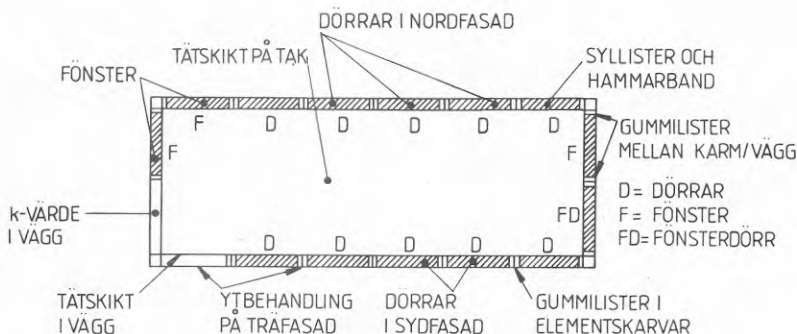 DÖRRAR I NORDFASAD
TÄTSKIKT PÅ TAK
SYLLISTER OCH
HAMMARBAND
FÖNSTER
F D D D D D
F
F
GUMMILISTER
MELLAN KARM/VÄGG
D= DÖRRAR
F = FÖNSTER
FD=FÖNSTERDÖRR
k-VÄRDE
I VÄGG
FD
D D D D D
TÄTSKIKT
I VÄGG
YTBEHANDLING
PÅ TRÄFASAD
DÖRRAR
I SYDFASAD
GUMMILISTER I
ELEMENTSKARVAR